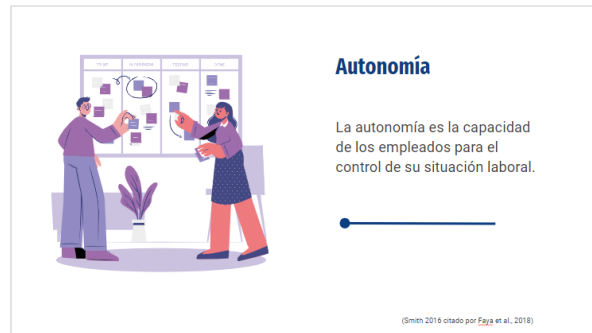 Autonomía
La autonomía es la capacidad
de los empleados para el
control de su situación laboral.
(Smith 2016 citado por Faya et al., 2018)